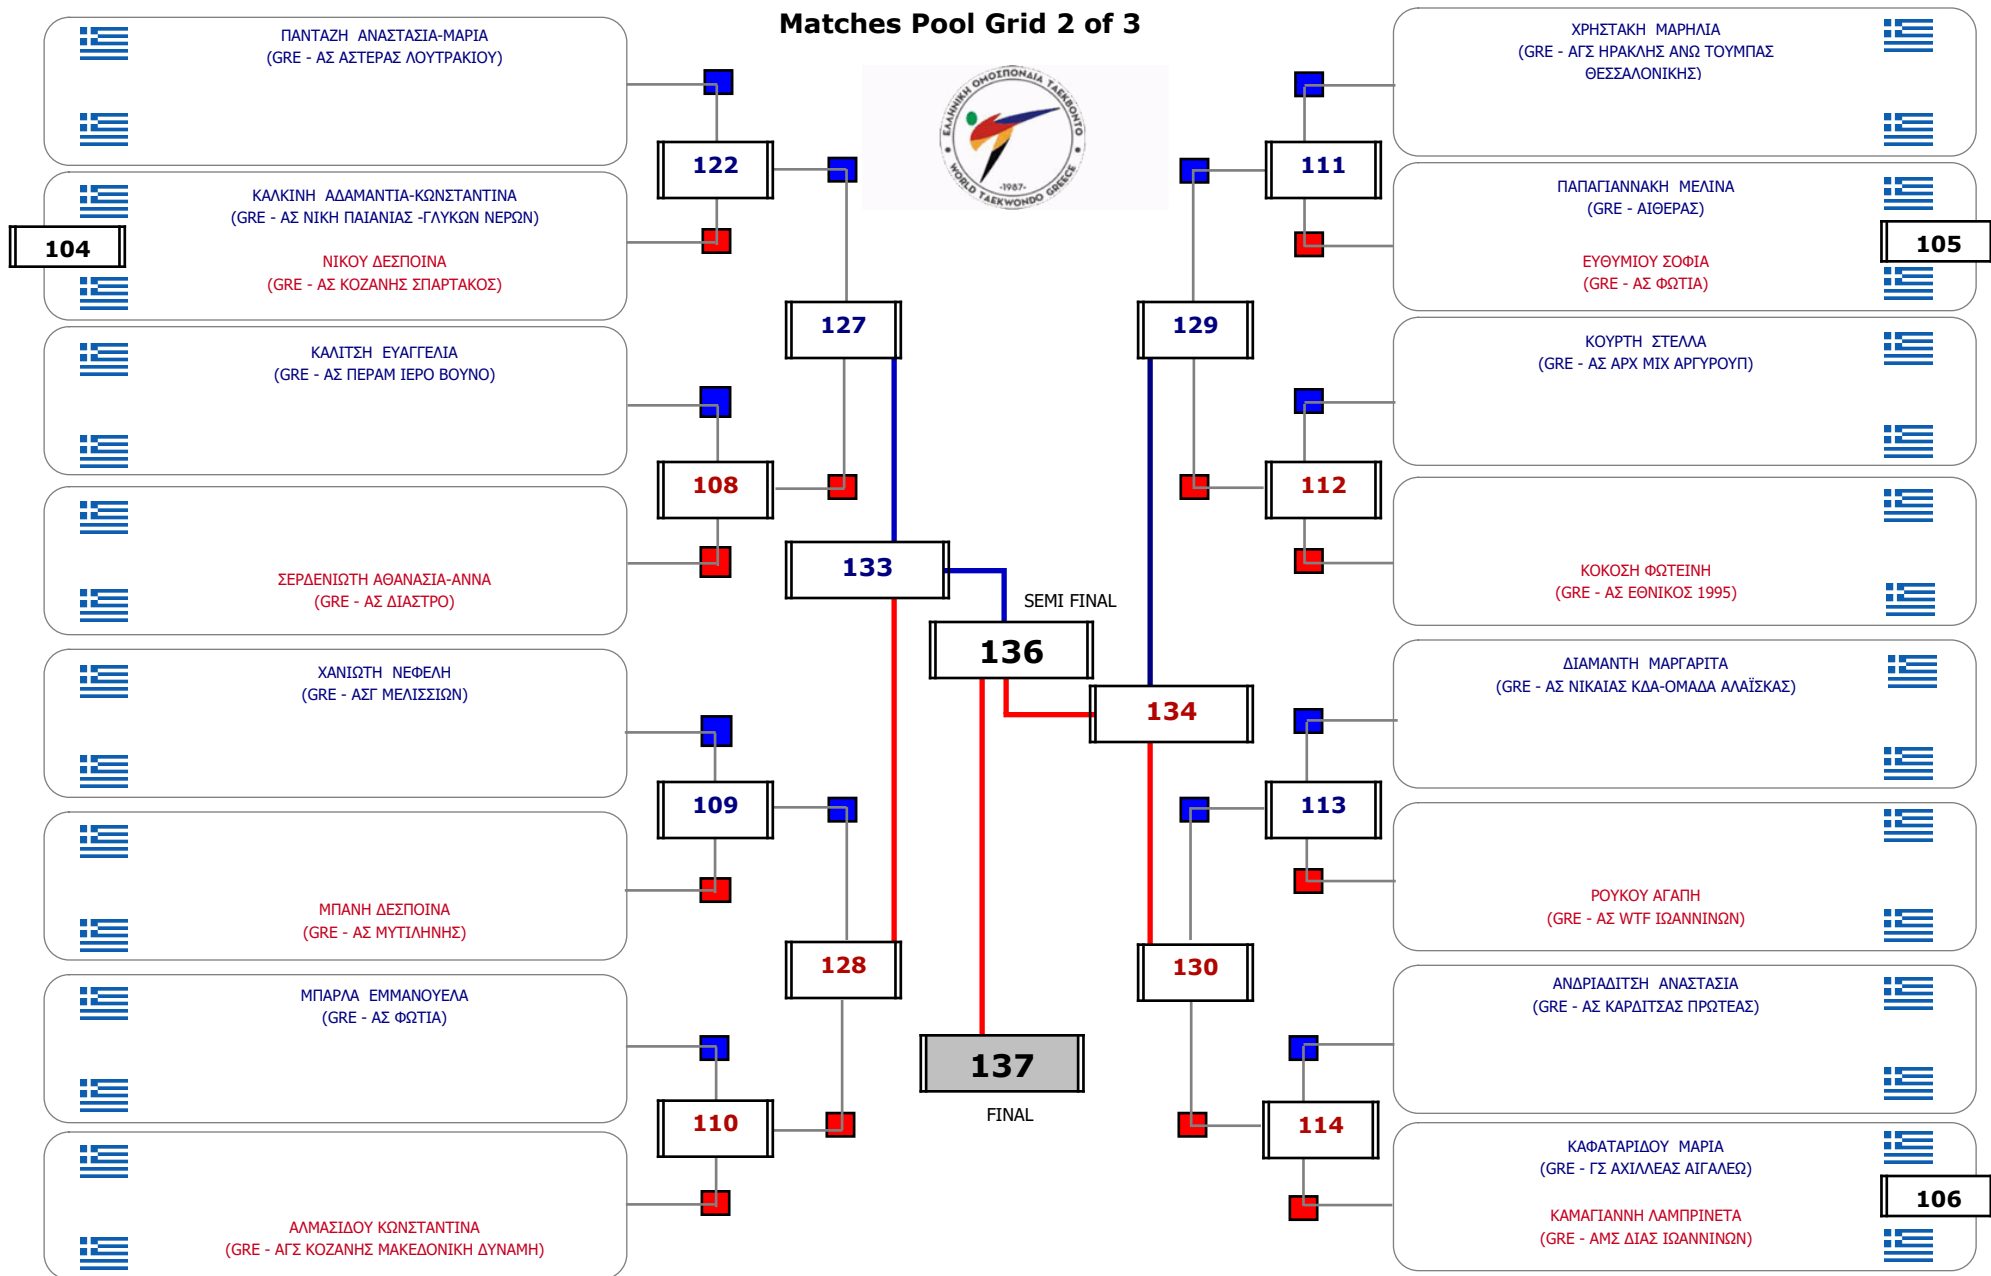 Matches Pool Grid 2 of 3
ΕΛΛΗΝΙΚΗ ΟΜΟΣΠΟΝΔΙΑ ΤΑΕΚΒΟΝΤΟ
-1987-
WORLD TAEKWONDO GREECE
ΠΑΝΤΑΖΗ ΑΝΑΣΤΑΣΙΑ-ΜΑΡΙΑ
(GRE - ΑΣ ΑΣΤΕΡΑΣ ΛΟΥΤΡΑΚΙΟΥ)
122
104
ΚΑΛΚΙΝΗ ΑΔΑΜΑΝΤΙΑ-ΚΩΝΣΤΑΝΤΙΝΑ
(GRE - ΑΣ ΝΙΚΗ ΠΑΙΑΝΙΑΣ -ΓΛΥΚΩΝ ΝΕΡΩΝ)
ΝΙΚΟΥ ΔΕΣΠΟΙΝΑ
(GRE - ΑΣ ΚΟΖΑΝΗΣ ΣΠΑΡΤΑΚΟΣ)
127
ΚΑΛΙΤΣΗ ΕΥΑΓΓΕΛΙΑ
(GRE - ΑΣ ΠΕΡΑΜ ΙΕΡΟ ΒΟΥΝΟ)
108
ΣΕΡΔΕΝΙΩΤΗ ΑΘΑΝΑΣΙΑ-ΑΝΝΑ
(GRE - ΑΣ ΔΙΑΣΤΡΟ)
133
ΧΑΝΙΩΤΗ ΝΕΦΕΛΗ
(GRE - ΑΣΓ ΜΕΛΙΣΣΙΩΝ)
109
ΜΠΑΝΗ ΔΕΣΠΟΙΝΑ
(GRE - ΑΣ ΜΥΤΙΛΗΝΗΣ)
128
ΜΠΑΡΛΑ ΕΜΜΑΝΟΥΕΛΑ
(GRE - ΑΣ ΦΩΤΙΑ)
110
ΑΛΜΑΣΙΔΟΥ ΚΩΝΣΤΑΝΤΙΝΑ
(GRE - ΑΓΣ ΚΟΖΑΝΗΣ ΜΑΚΕΔΟΝΙΚΗ ΔΥΝΑΜΗ)
SEMI FINAL
136
137
FINAL
ΧΡΗΣΤΑΚΗ ΜΑΡΗΛΙΑ
(GRE - ΑΓΣ ΗΡΑΚΛΗΣ ΑΝΩ ΤΟΥΜΠΑΣ
ΘΕΣΣΑΛΟΝΙΚΗΣ)
111
ΠΑΠΑΓΙΑΝΝΑΚΗ ΜΕΛΙΝΑ
(GRE - ΑΙΘΕΡΑΣ)
105
ΕΥΘΥΜΙΟΥ ΣΟΦΙΑ
(GRE - ΑΣ ΦΩΤΙΑ)
129
ΚΟΥΡΤΗ ΣΤΕΛΛΑ
(GRE - ΑΣ ΑΡΧ ΜΙΧ ΑΡΓΥΡΟΥΠ)
112
ΚΟΚΟΣΗ ΦΩΤΕΙΝΗ
(GRE - ΑΣ ΕΘΝΙΚΟΣ 1995)
134
ΔΙΑΜΑΝΤΗ ΜΑΡΓΑΡΙΤΑ
(GRE - ΑΣ ΝΙΚΑΙΑΣ ΚΔΑ-ΟΜΑΔΑ ΑΛΑΪΣΚΑΣ)
113
ΡΟΥΚΟΥ ΑΓΑΠΗ
(GRE - ΑΣ WTF ΙΩΑΝΝΙΝΩΝ)
130
ΑΝΔΡΙΑΔΙΤΣΗ ΑΝΑΣΤΑΣΙΑ
(GRE - ΑΣ ΚΑΡΔΙΤΣΑΣ ΠΡΩΤΕΑΣ)
114
ΚΑΦΑΤΑΡΙΔΟΥ ΜΑΡΙΑ
(GRE - ΓΣ ΑΧΙΛΛΕΑΣ ΑΙΓΑΛΕΩ)
106
ΚΑΜΑΓΙΑΝΝΗ ΛΑΜΠΡΙΝΕΤΑ
(GRE - ΑΜΣ ΔΙΑΣ ΙΩΑΝΝΙΝΩΝ)